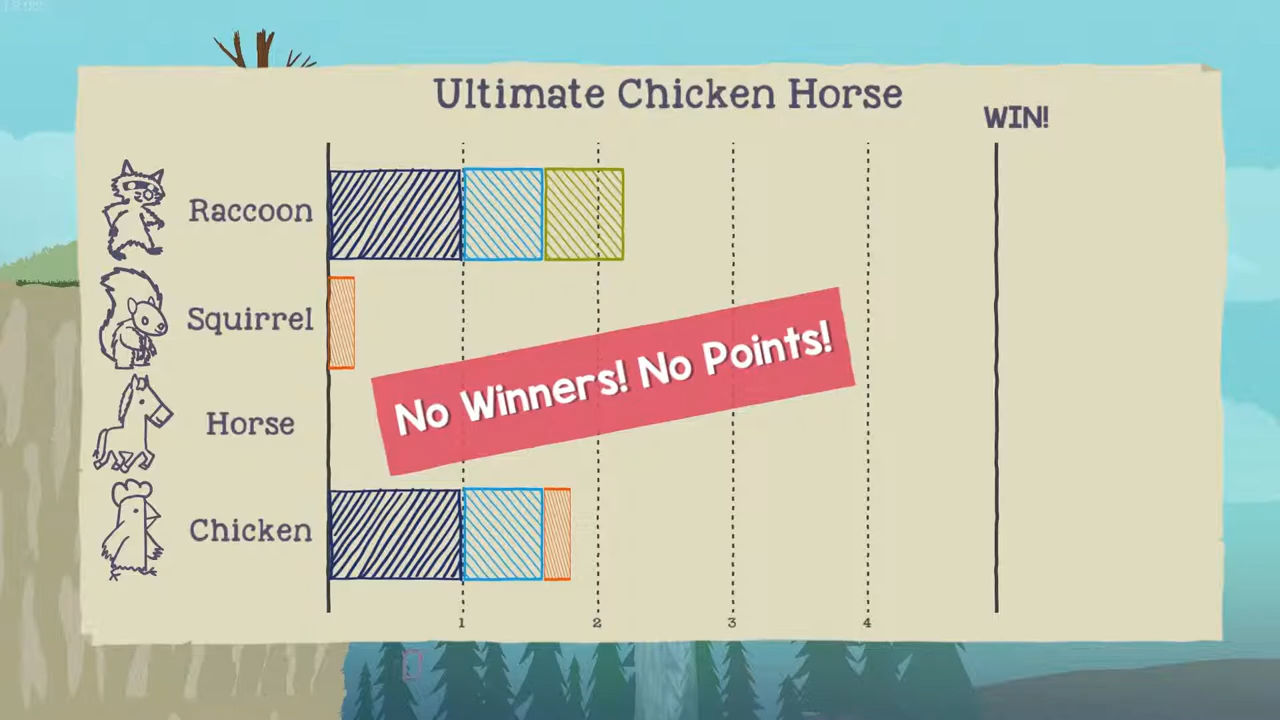 Ultimate Chicken Horse
WIN!
Raccoon
Squirrel
No Winners! No Points!
Horse
Chicken
1 2 3 4